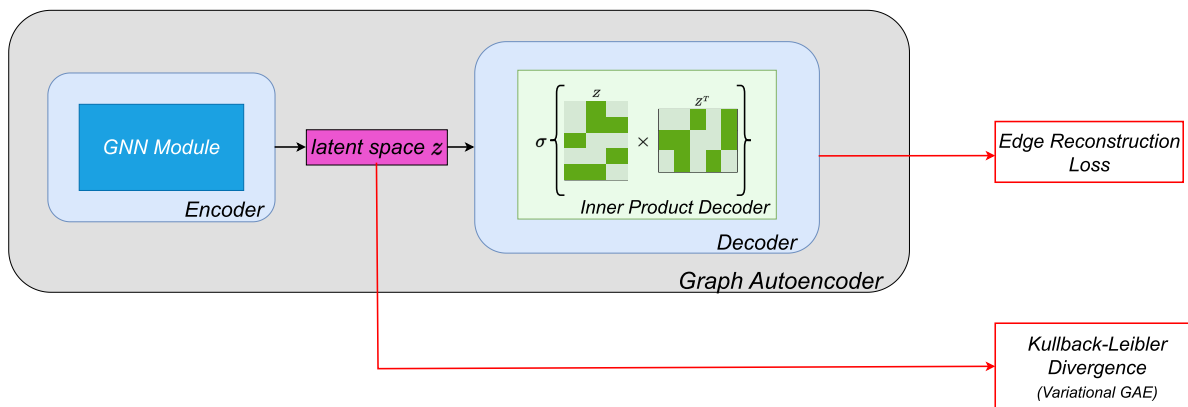 GNN Module
Encoder
latent space z
σ
Z
×
Z^T
Inner Product Decoder
Decoder
Graph Autoencoder
Edge Reconstruction
Loss
Kullback-Leibler
Divergence
(Variational GAE)